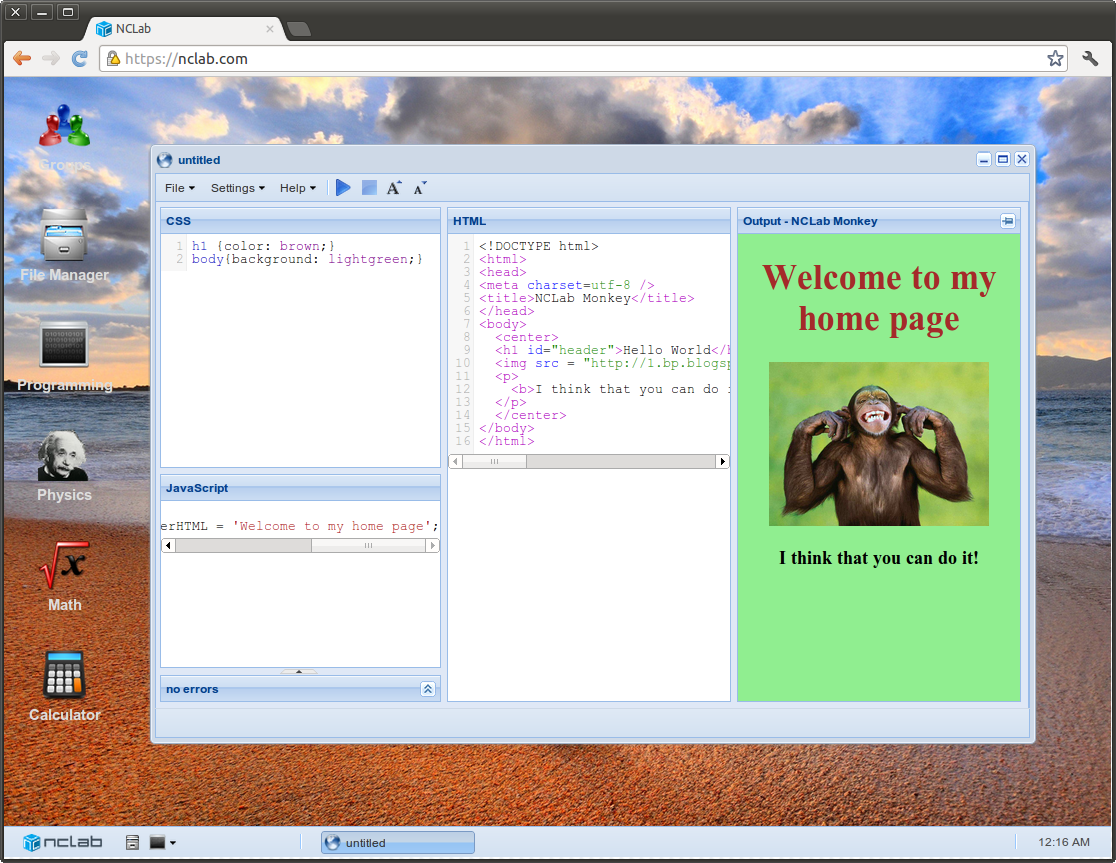 NCLab
https://nclab.com
Groups
File Manager
Programming
Physics
Math
Calculator
untitled
File
Settings
Help
A
A
CSS
1 h1 {color: brown;}
2 body{background: lightgreen;}
JavaScript
erHTML = 'Welcome to my home page';
no errors
HTML
1 <!DOCTYPE html>
2 <html>
3 <head>
4 <meta charset=utf-8 />
5 <title>NCLab Monkey</title>
6 </head>
7 <body>
8 <center>
9 <h1 id="header">Hello World</h
10 <img src = "http://1.bp.blogsp
11 <p>
12 <b>I think that you can do
13 </p>
14 </center>
15 </body>
16 </html>
Output - NCLab Monkey
Welcome to my
home page
I think that you can do it!
nclab
untitled
12:16 AM